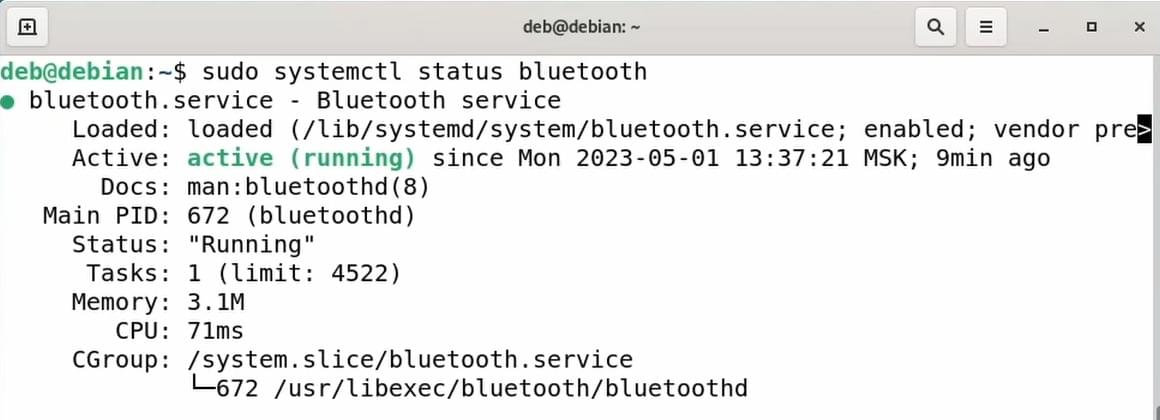 deb@debian: ~
deb@debian:~$ sudo systemctl status bluetooth
● bluetooth.service - Bluetooth service
     Loaded: loaded (/lib/systemd/system/bluetooth.service; enabled; vendor pre>
     Active: active (running) since Mon 2023-05-01 13:37:21 MSK; 9min ago
       Docs: man:bluetoothd(8)
   Main PID: 672 (bluetoothd)
     Status: "Running"
      Tasks: 1 (limit: 4522)
     Memory: 3.1M
        CPU: 71ms
     CGroup: /system.slice/bluetooth.service
             └─672 /usr/libexec/bluetooth/bluetoothd